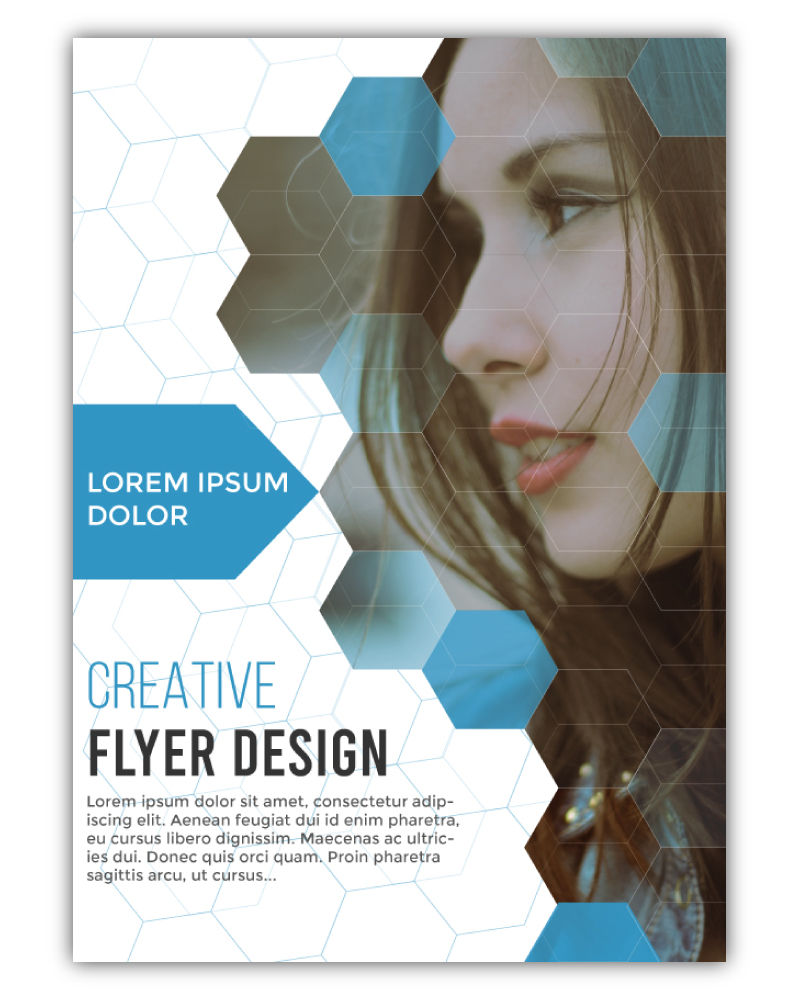 LOREM IPSUM
DOLOR
CREATIVE
FLYER DESIGN
Lorem ipsum dolor sit amet, consectetur adip-
iscing elit. Aenean feugiat dui id enim pharetra,
eu cursus libero dignissim. Maecenas ac ultric-
ies dui. Donec quis orci quam. Proin pharetra
sagittis arcu, ut cursus...